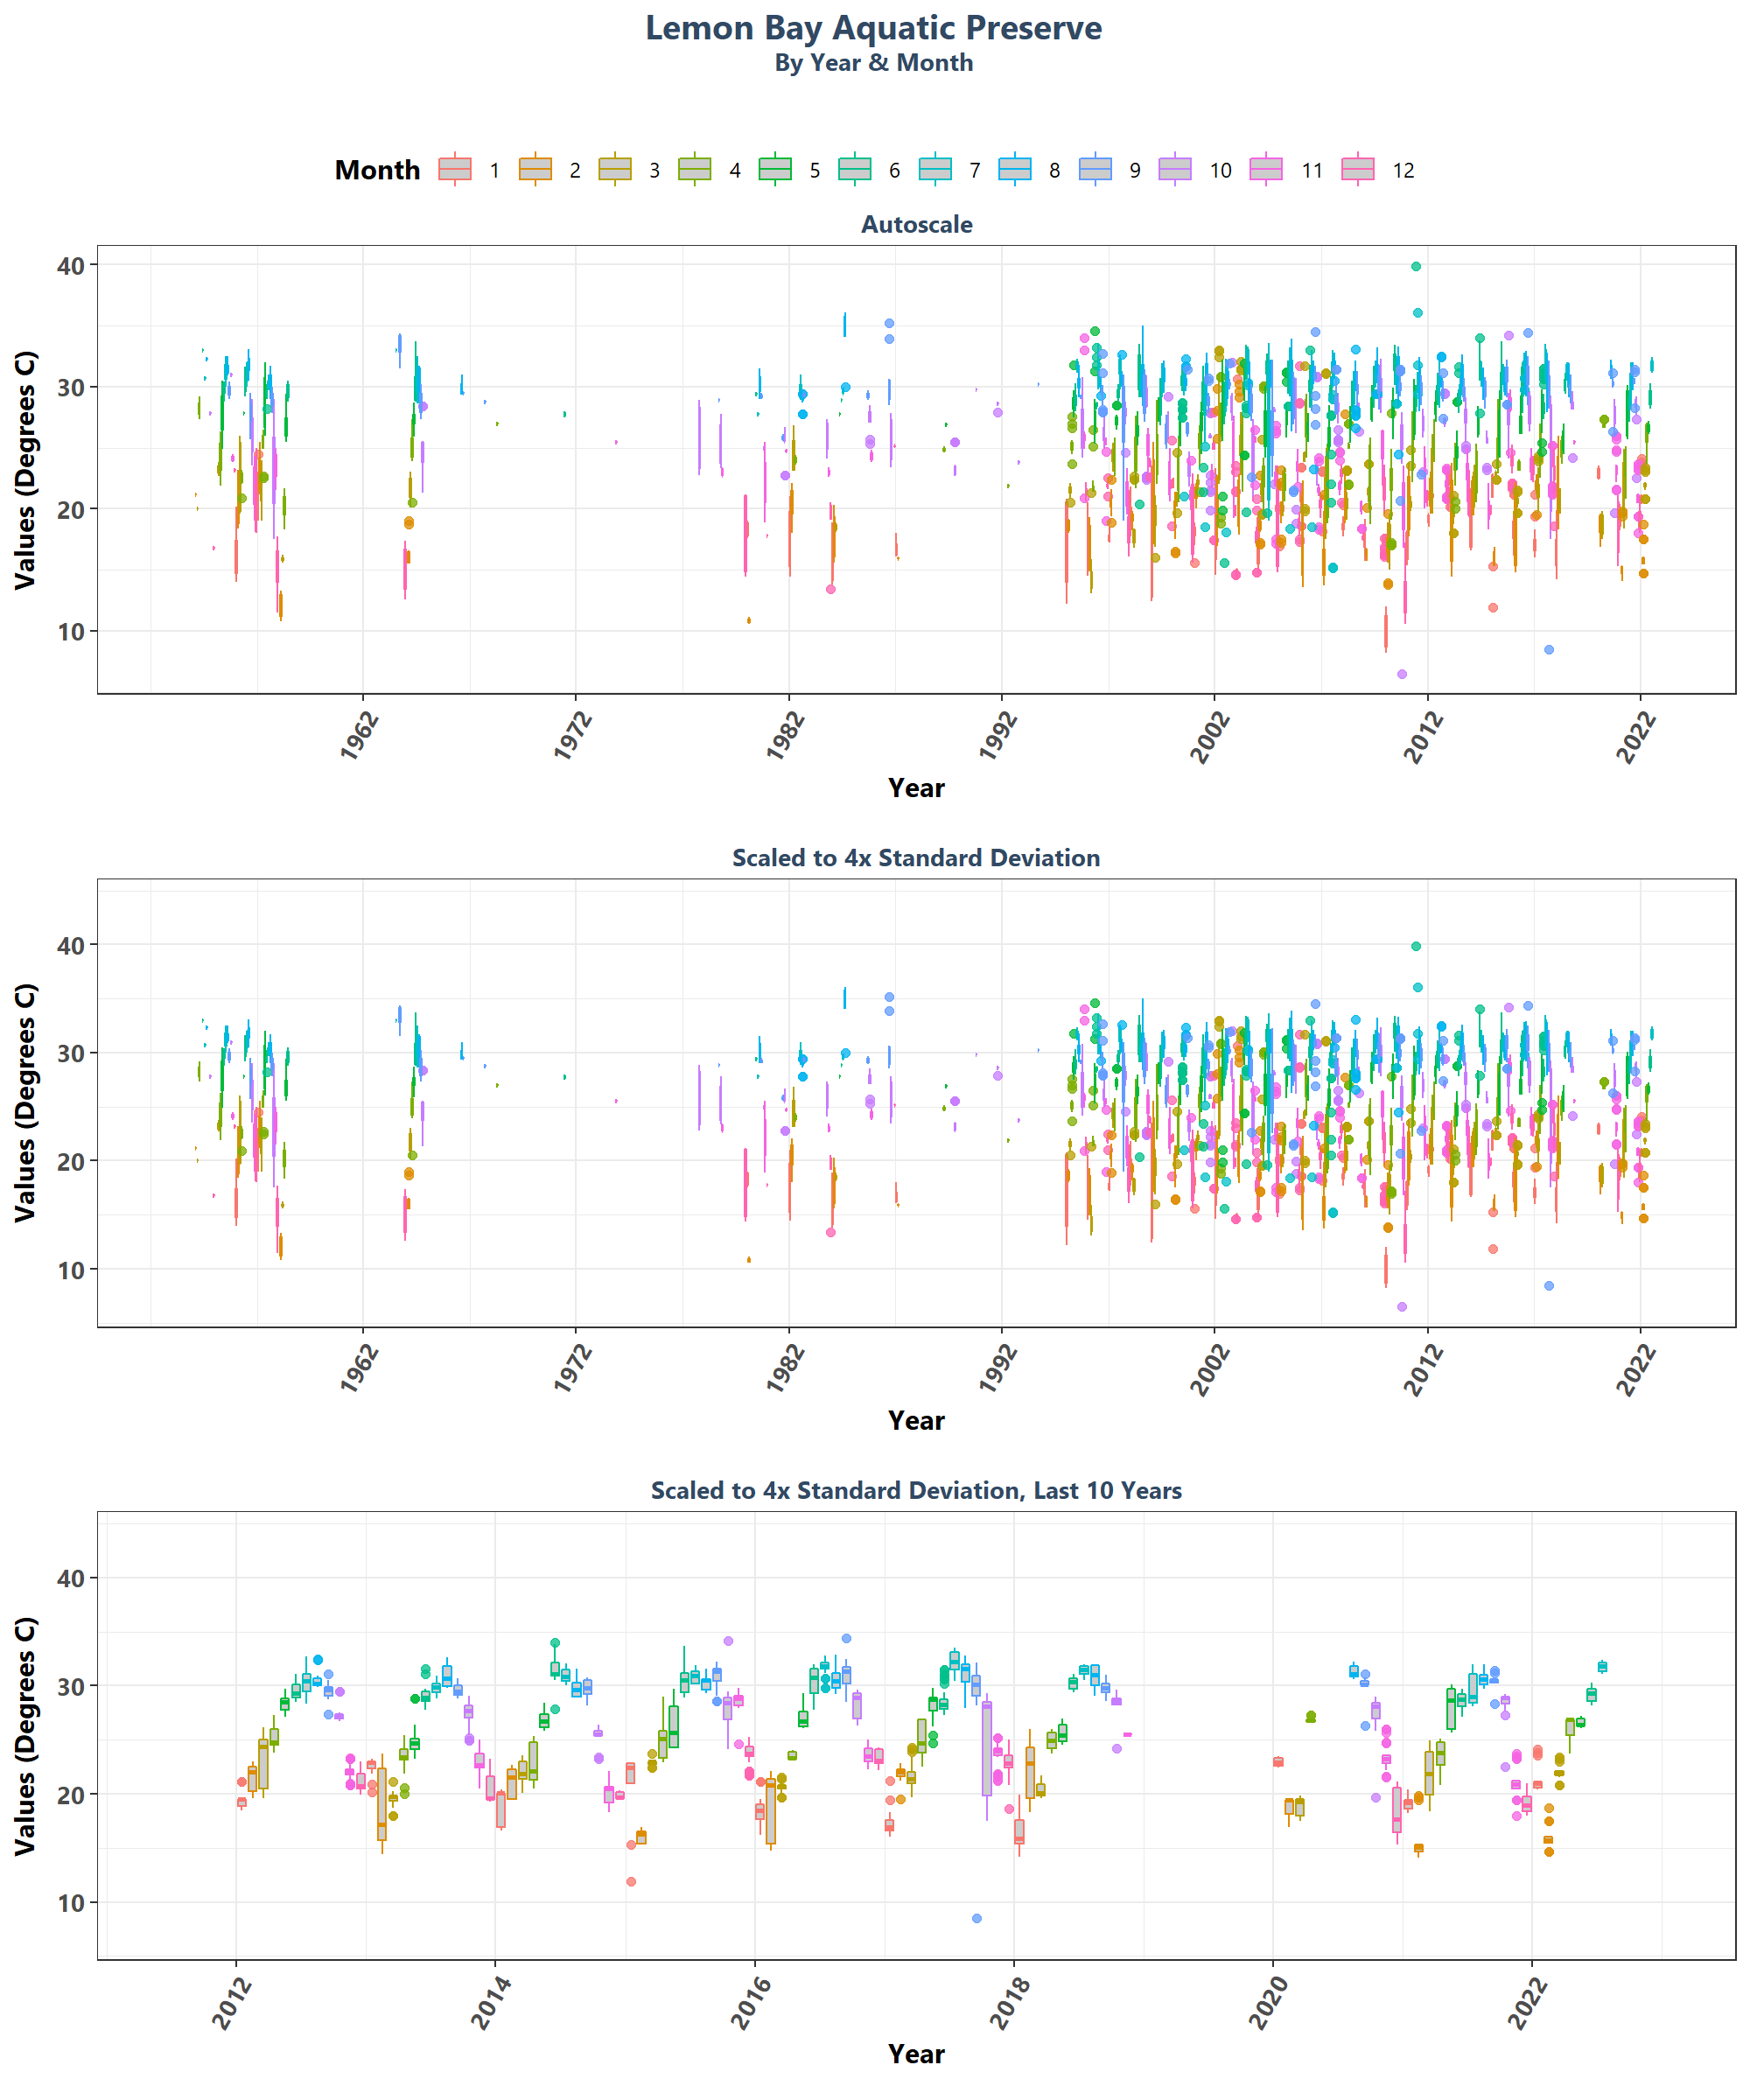 Lemon Bay Aquatic Preserve
By Year & Month
Month 1 2 3 4 5 6 7 8 9 10 11 12
Autoscale
Values (Degrees C)
40
30
20
10
1962 1972 1982 1992 2002 2012 2022
Year
Scaled to 4x Standard Deviation
Values (Degrees C)
40
30
20
10
1962 1972 1982 1992 2002 2012 2022
Year
Scaled to 4x Standard Deviation, Last 10 Years
Values (Degrees C)
40
30
20
10
2012 2014 2016 2018 2020 2022
Year